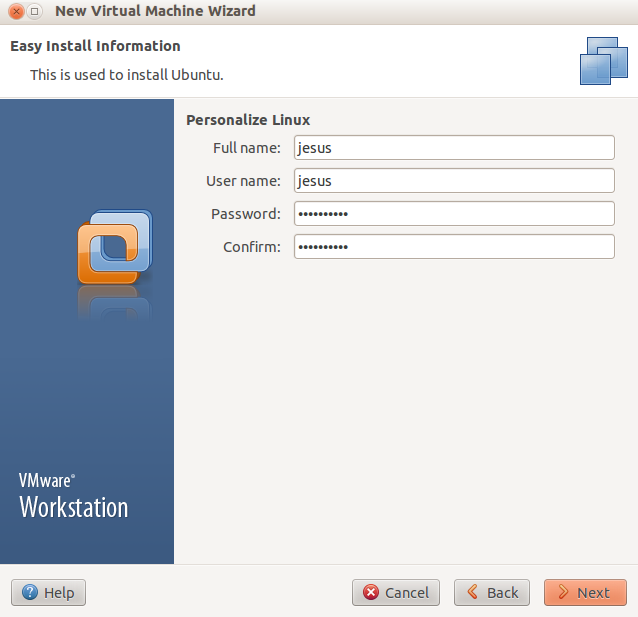 New Virtual Machine Wizard
Easy Install Information
This is used to install Ubuntu.
Personalize Linux
Full name: jesus
User name: jesus
Password: ••••••••••
Confirm: ••••••••••
VMware®
Workstation
Help Cancel Back Next